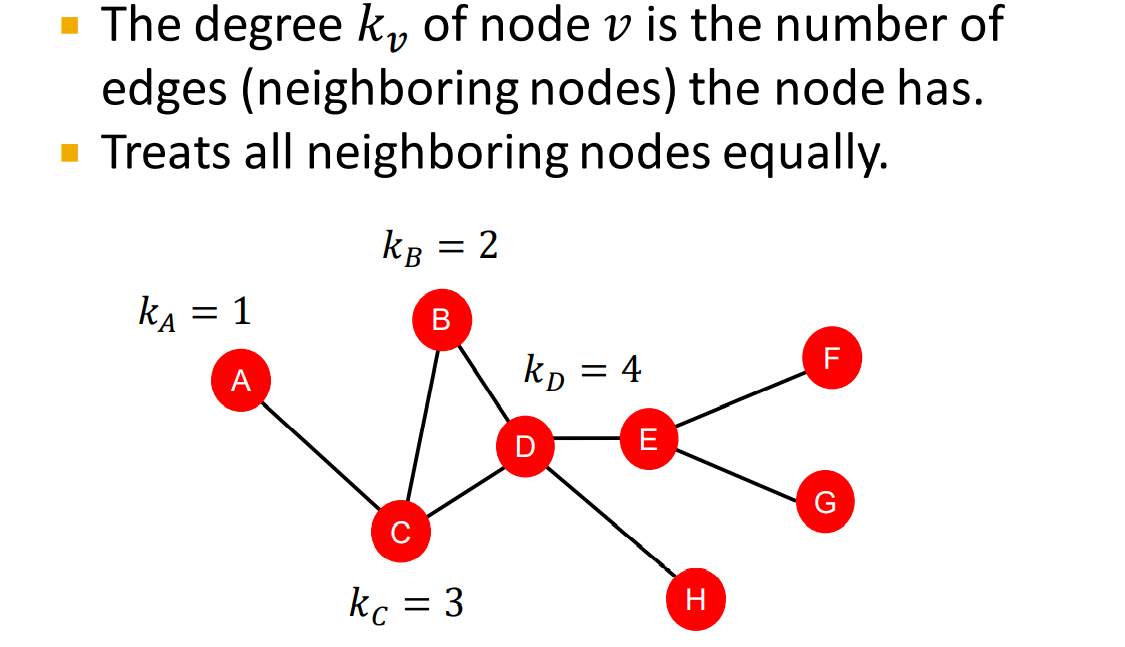 ▪ The degree k_v of node v is the number of
edges (neighboring nodes) the node has.
▪ Treats all neighboring nodes equally.
k_B = 2
k_A = 1
B
F
k_D = 4
A
E
D
G
C
H
k_C = 3